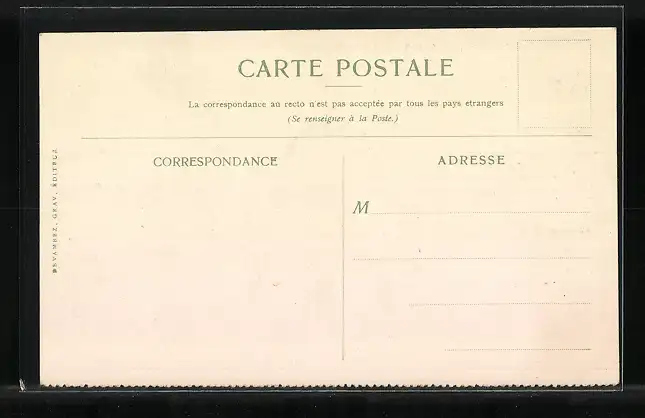 CARTE POSTALE
La correspondance au recto n'est pas acceptée par tous les pays etrangers
(Se renseigner à la Poste.)
CORRESPONDANCE
ADRESSE
M
DEVAMBEZ, GRAV. ÉDITEUR